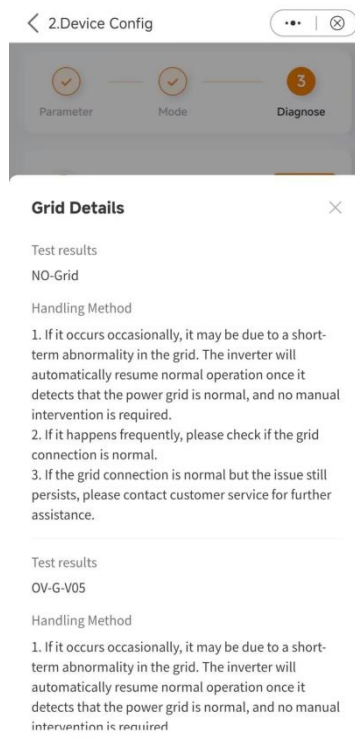 2.Device Config
3
Parameter
Mode
Diagnose
Grid Details
Test results
NO-Grid
Handling Method
1. If it occurs occasionally, it may be due to a short-
term abnormality in the grid. The inverter will
automatically resume normal operation once it
detects that the power grid is normal, and no manual
intervention is required.
2. If it happens frequently, please check if the grid
connection is normal.
3. If the grid connection is normal but the issue still
persists, please contact customer service for further
assistance.
Test results
OV-G-V05
Handling Method
1. If it occurs occasionally, it may be due to a short-
term abnormality in the grid. The inverter will
automatically resume normal operation once it
detects that the power grid is normal, and no manual
intervention is required